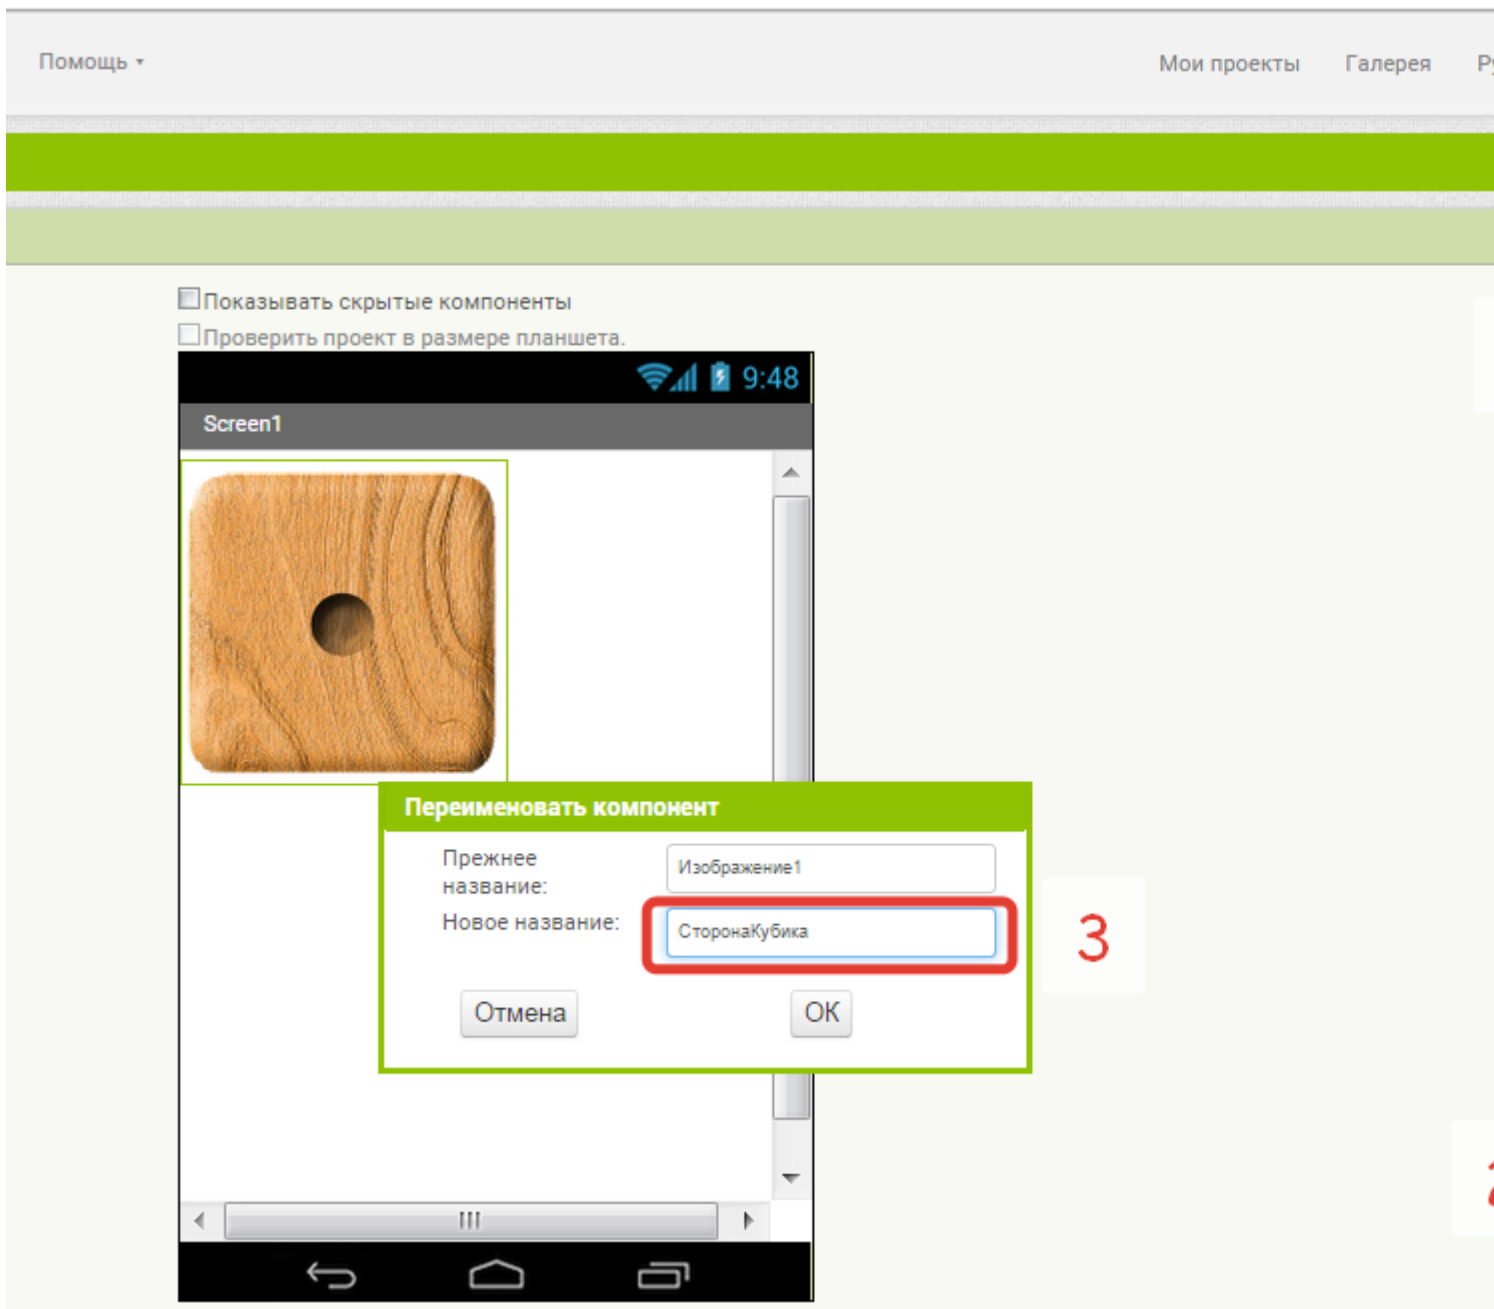 Помощь
Мои проекты Галерея
Показывать скрытые компоненты
Проверить проект в размере планшета.
9:48
Screen1
Переименовать компонент
Прежнее
название:
Изображение1
Новое название:
СторонаКубика
3
Отмена
OK